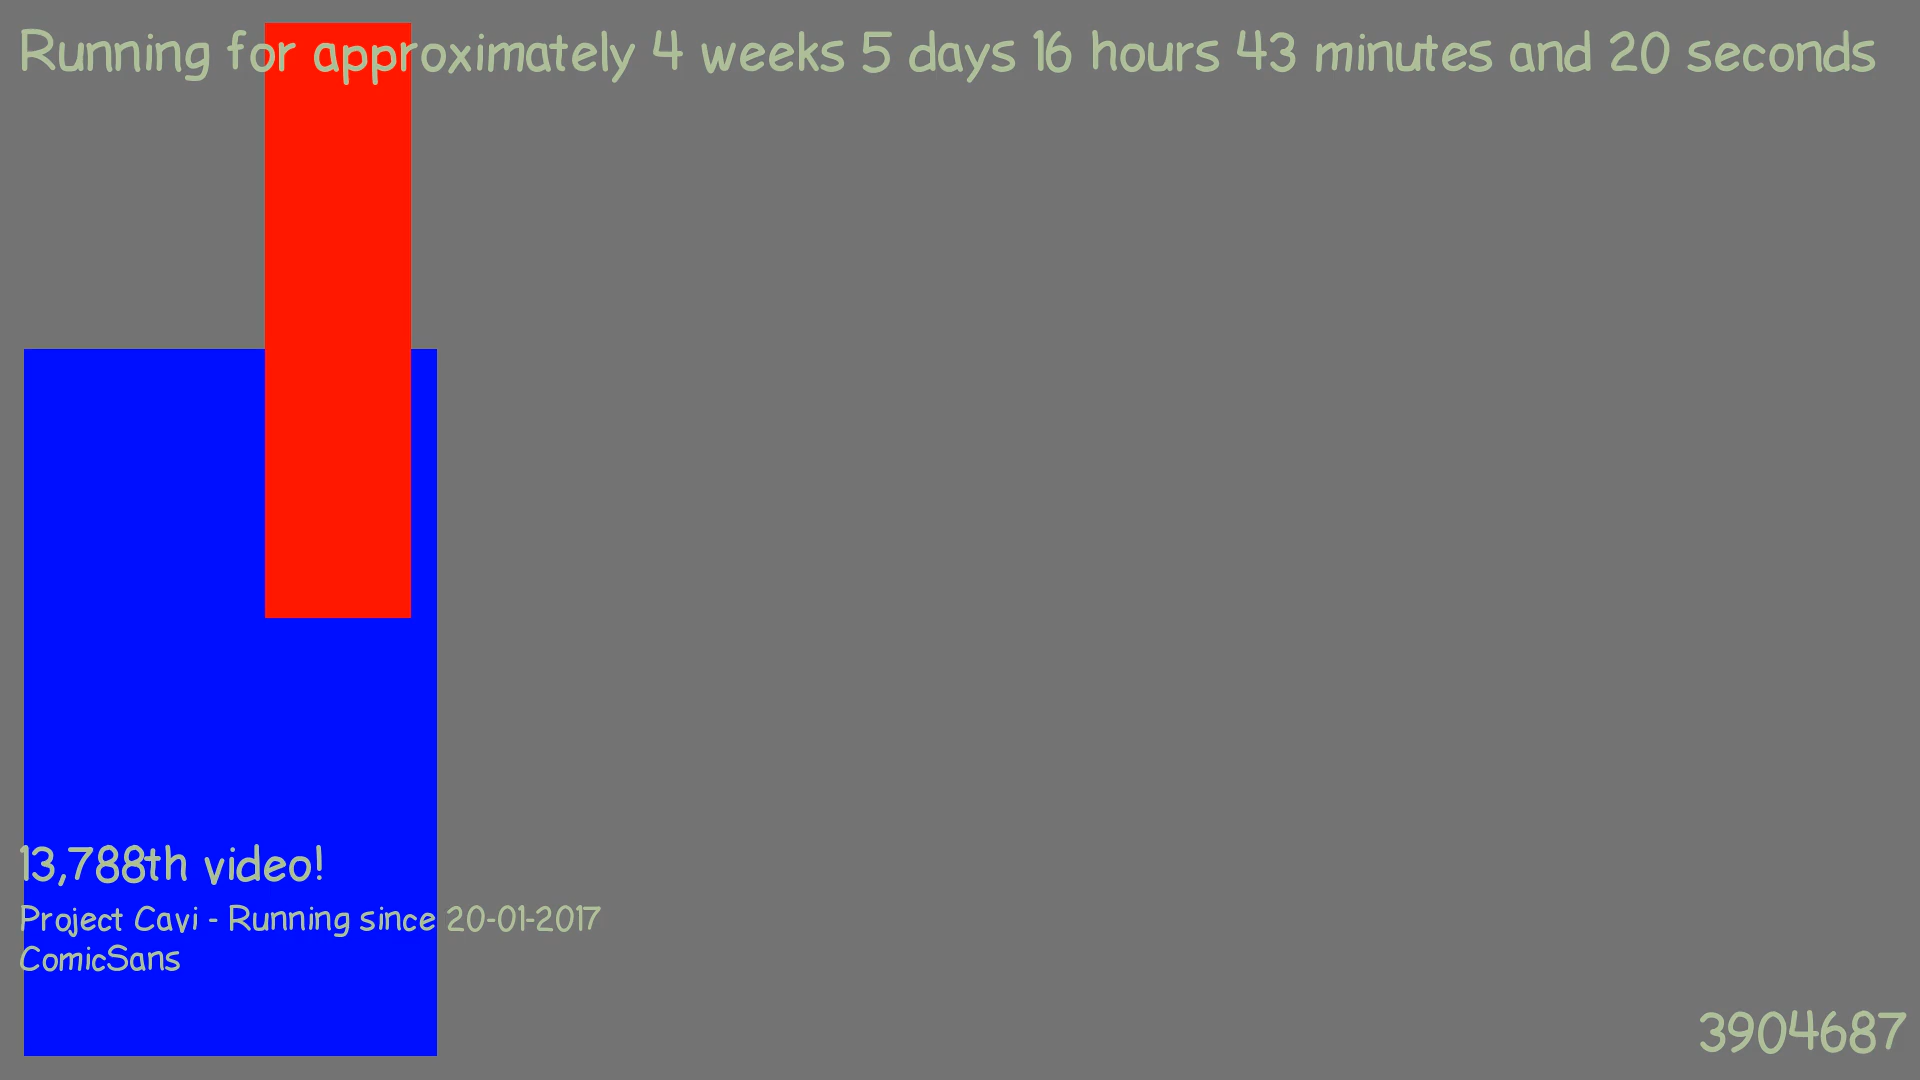 Running for approximately 4 weeks 5 days 16 hours 43 minutes and 20 seconds
13,788th video!
Project Cavi - Running since 20-01-2017
ComicSans
3904687